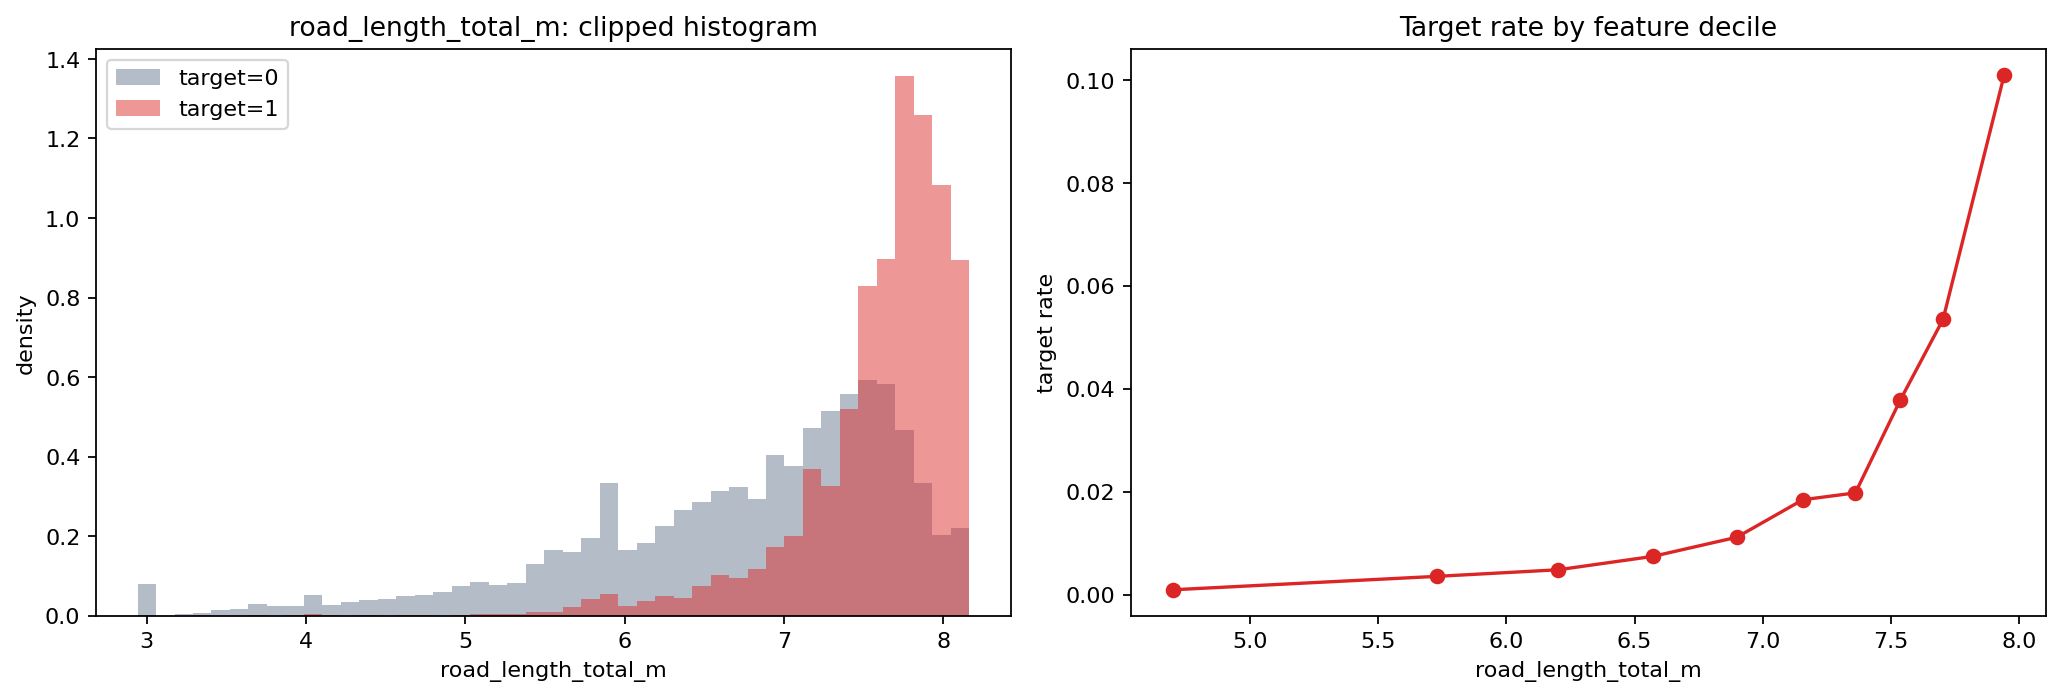 road_length_total_m: clipped histogram
target=0
target=1
density
1.4
1.2
1.0
0.8
0.6
0.4
0.2
0.0
3 4 5 6 7 8
road_length_total_m
Target rate by feature decile
target rate
0.10
0.08
0.06
0.04
0.02
0.00
5.0 5.5 6.0 6.5 7.0 7.5 8.0
road_length_total_m